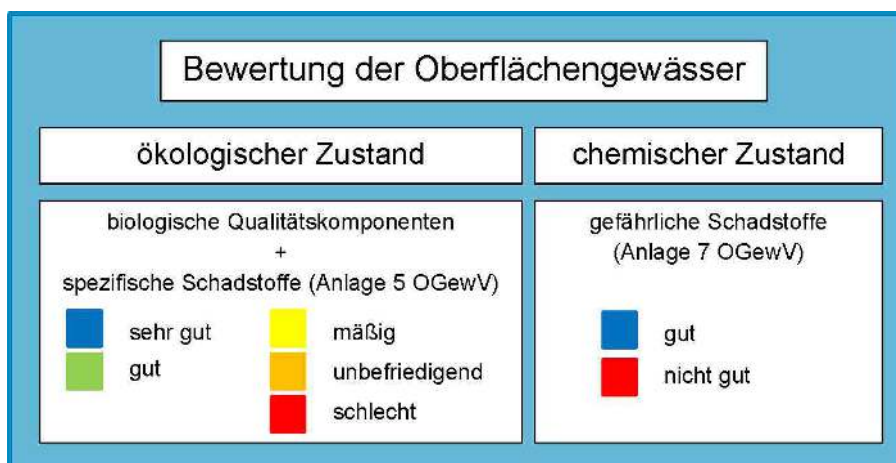 Bewertung der Oberflächengewässer
ökologischer Zustand
biologische Qualitätskomponenten
+
spezifische Schadstoffe (Anlage 5 OGewV)
sehr gut
gut
mäßig
unbefriedigend
schlecht
chemischer Zustand
gefährliche Schadstoffe
(Anlage 7 OGewV)
gut
nicht gut